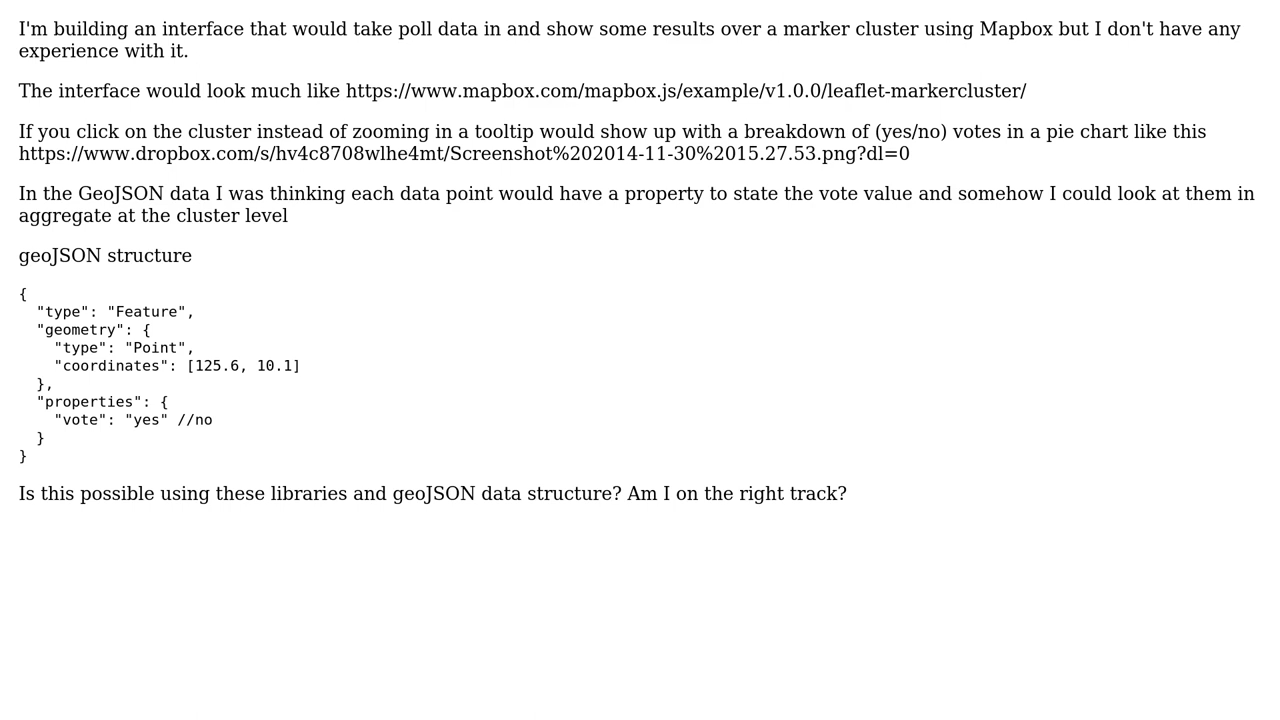 I'm building an interface that would take poll data in and show some results over a marker cluster using Mapbox but I don't have any
experience with it.
The interface would look much like https://www.mapbox.com/mapbox.js/example/v1.0.0/leaflet-markercluster/
If you click on the cluster instead of zooming in a tooltip would show up with a breakdown of (yes/no) votes in a pie chart like this
https://www.dropbox.com/s/hv4c8708wlhe4mt/Screenshot%202014-11-30%2015.27.53.png?dl=0
In the GeoJSON data I was thinking each data point would have a property to state the vote value and somehow I could look at them in
aggregate at the cluster level
geoJSON structure
{
  "type": "Feature",
  "geometry": {
    "type": "Point",
    "coordinates": [125.6, 10.1]
  },
  "properties": {
    "vote": "yes" //no
  }
}
Is this possible using these libraries and geoJSON data structure? Am I on the right track?